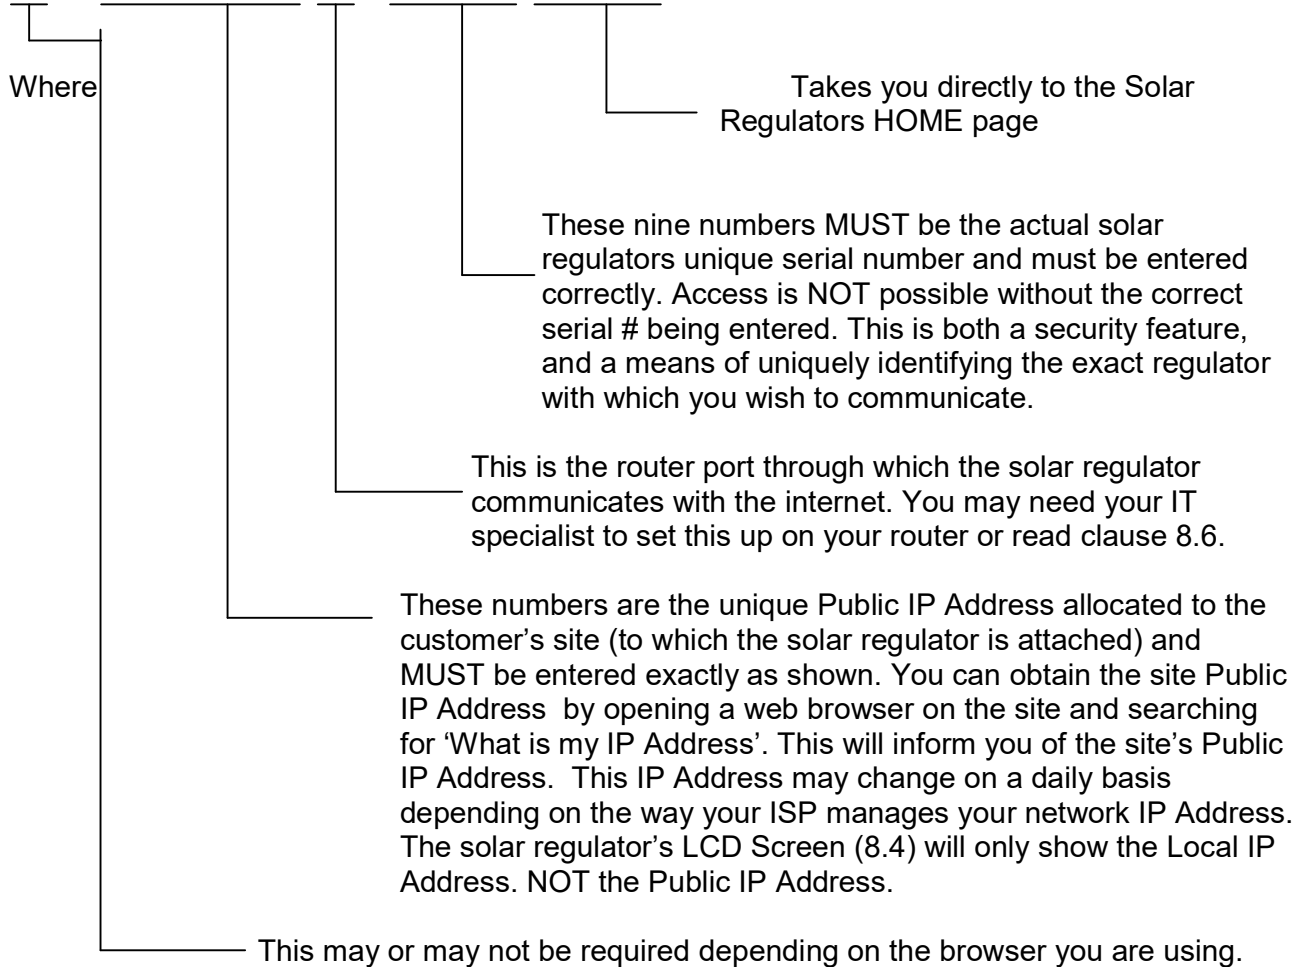 Where
Takes you directly to the Solar
Regulators HOME page
These nine numbers MUST be the actual solar
regulators unique serial number and must be entered
correctly. Access is NOT possible without the correct
serial # being entered. This is both a security feature,
and a means of uniquely identifying the exact regulator
with which you wish to communicate.
This is the router port through which the solar regulator
communicates with the internet. You may need your IT
specialist to set this up on your router or read clause 8.6.
These numbers are the unique Public IP Address allocated to the
customer’s site (to which the solar regulator is attached) and
MUST be entered exactly as shown. You can obtain the site Public
IP Address  by opening a web browser on the site and searching
for ‘What is my IP Address’. This will inform you of the site’s Public
IP Address.  This IP Address may change on a daily basis
depending on the way your ISP manages your network IP Address.
The solar regulator’s LCD Screen (8.4) will only show the Local IP
Address. NOT the Public IP Address.
This may or may not be required depending on the browser you are using.